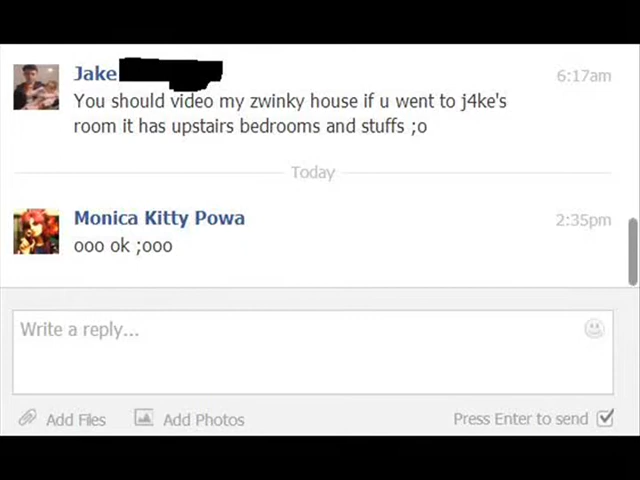 Jake
6:17am
You should video my zwinky house if u went to j4ke's
room it has upstairs bedrooms and stuffs ;o
Today
Monica Kitty Powa
2:35pm
ooo ok ;ooo
Write a reply...
Add Files
Add Photos
Press Enter to send